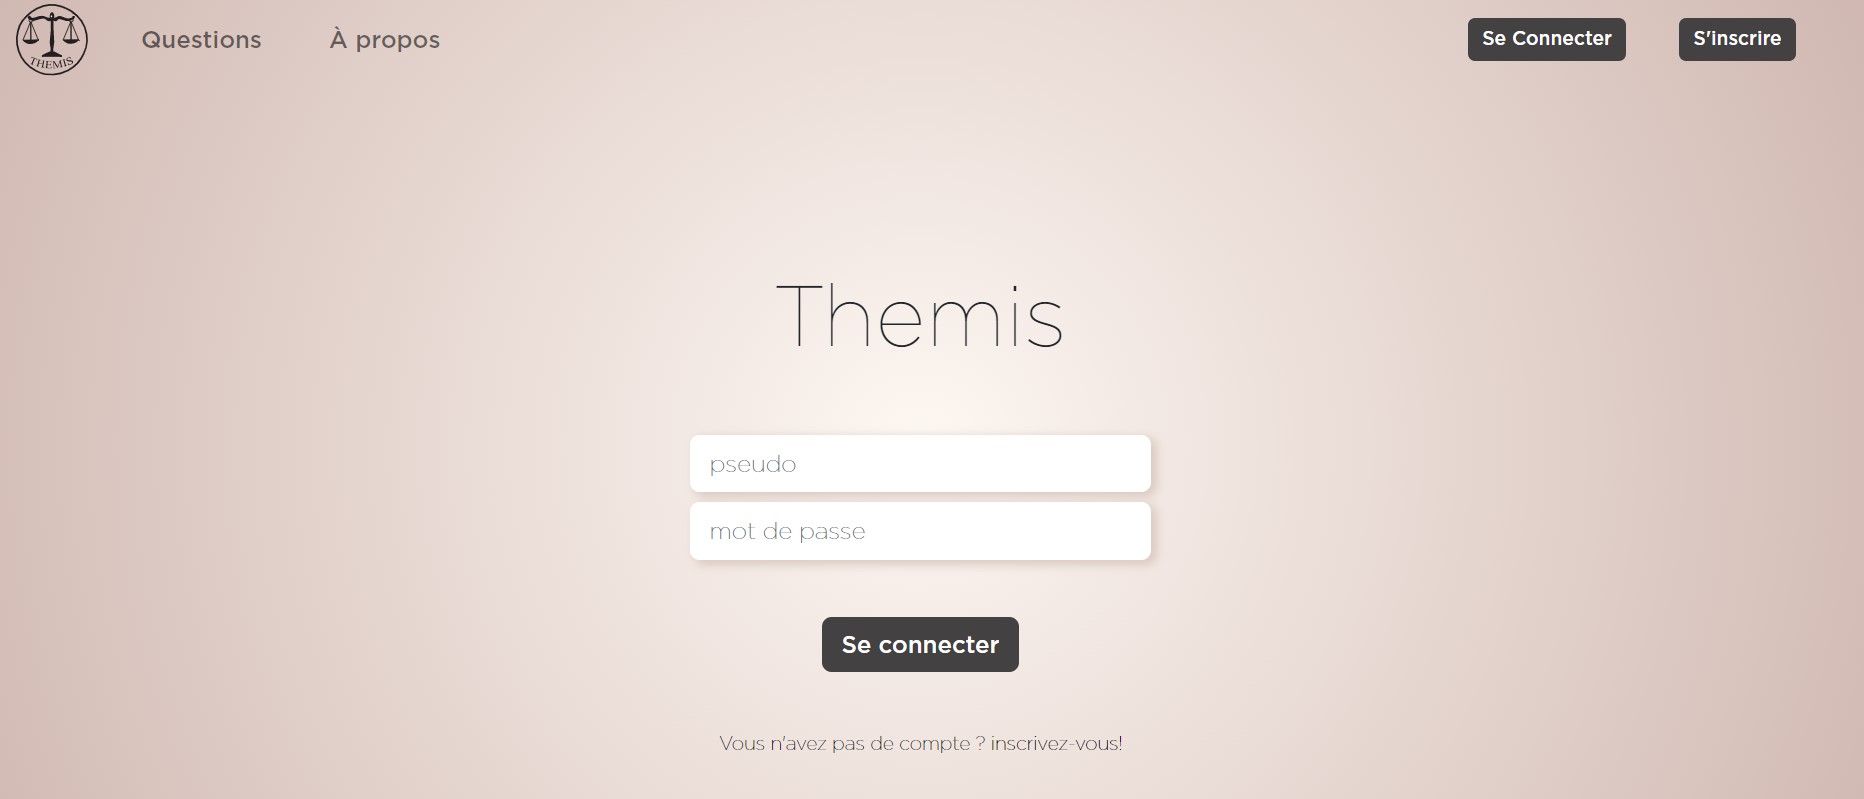 THEMIS
Questions
À propos
Se Connecter
S'inscrire
Themis
pseudo
mot de passe
Se connecter
Vous n'avez pas de compte ? inscrivez-vous!